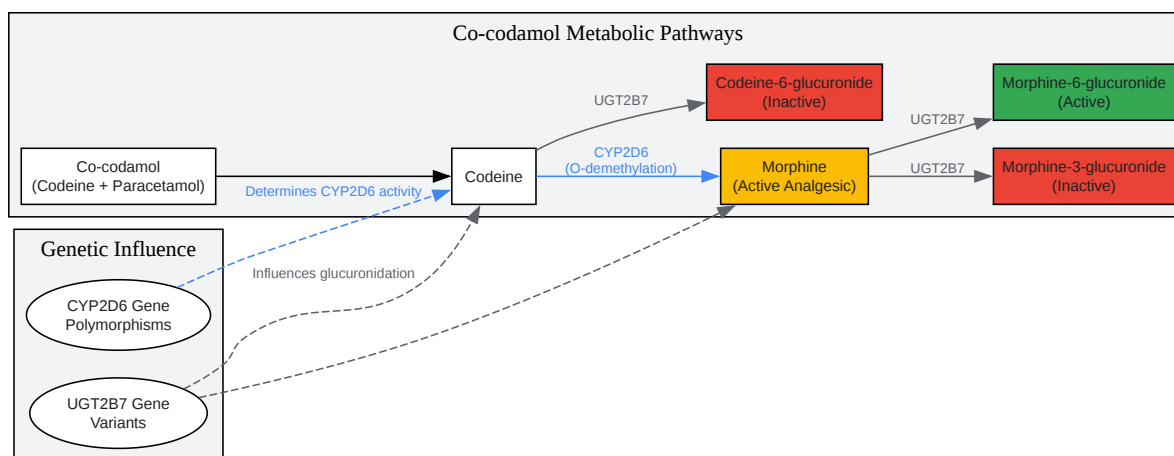 Co-codamol Metabolic Pathways
Codeine-6-glucuronide
(Inactive)
Morphine-6-glucuronide
(Active)
UGT2B7
UGT2B7
Co-codamol
(Codeine + Paracetamol)
Determines CYP2D6 activity
Codeine
CYP2D6
(O-demethylation)
Morphine
(Active Analgesic)
UGT2B7
Morphine-3-glucuronide
(Inactive)
Genetic Influence
Influences glucuronidation
CYP2D6 Gene
Polymorphisms
UGT2B7 Gene
Variants